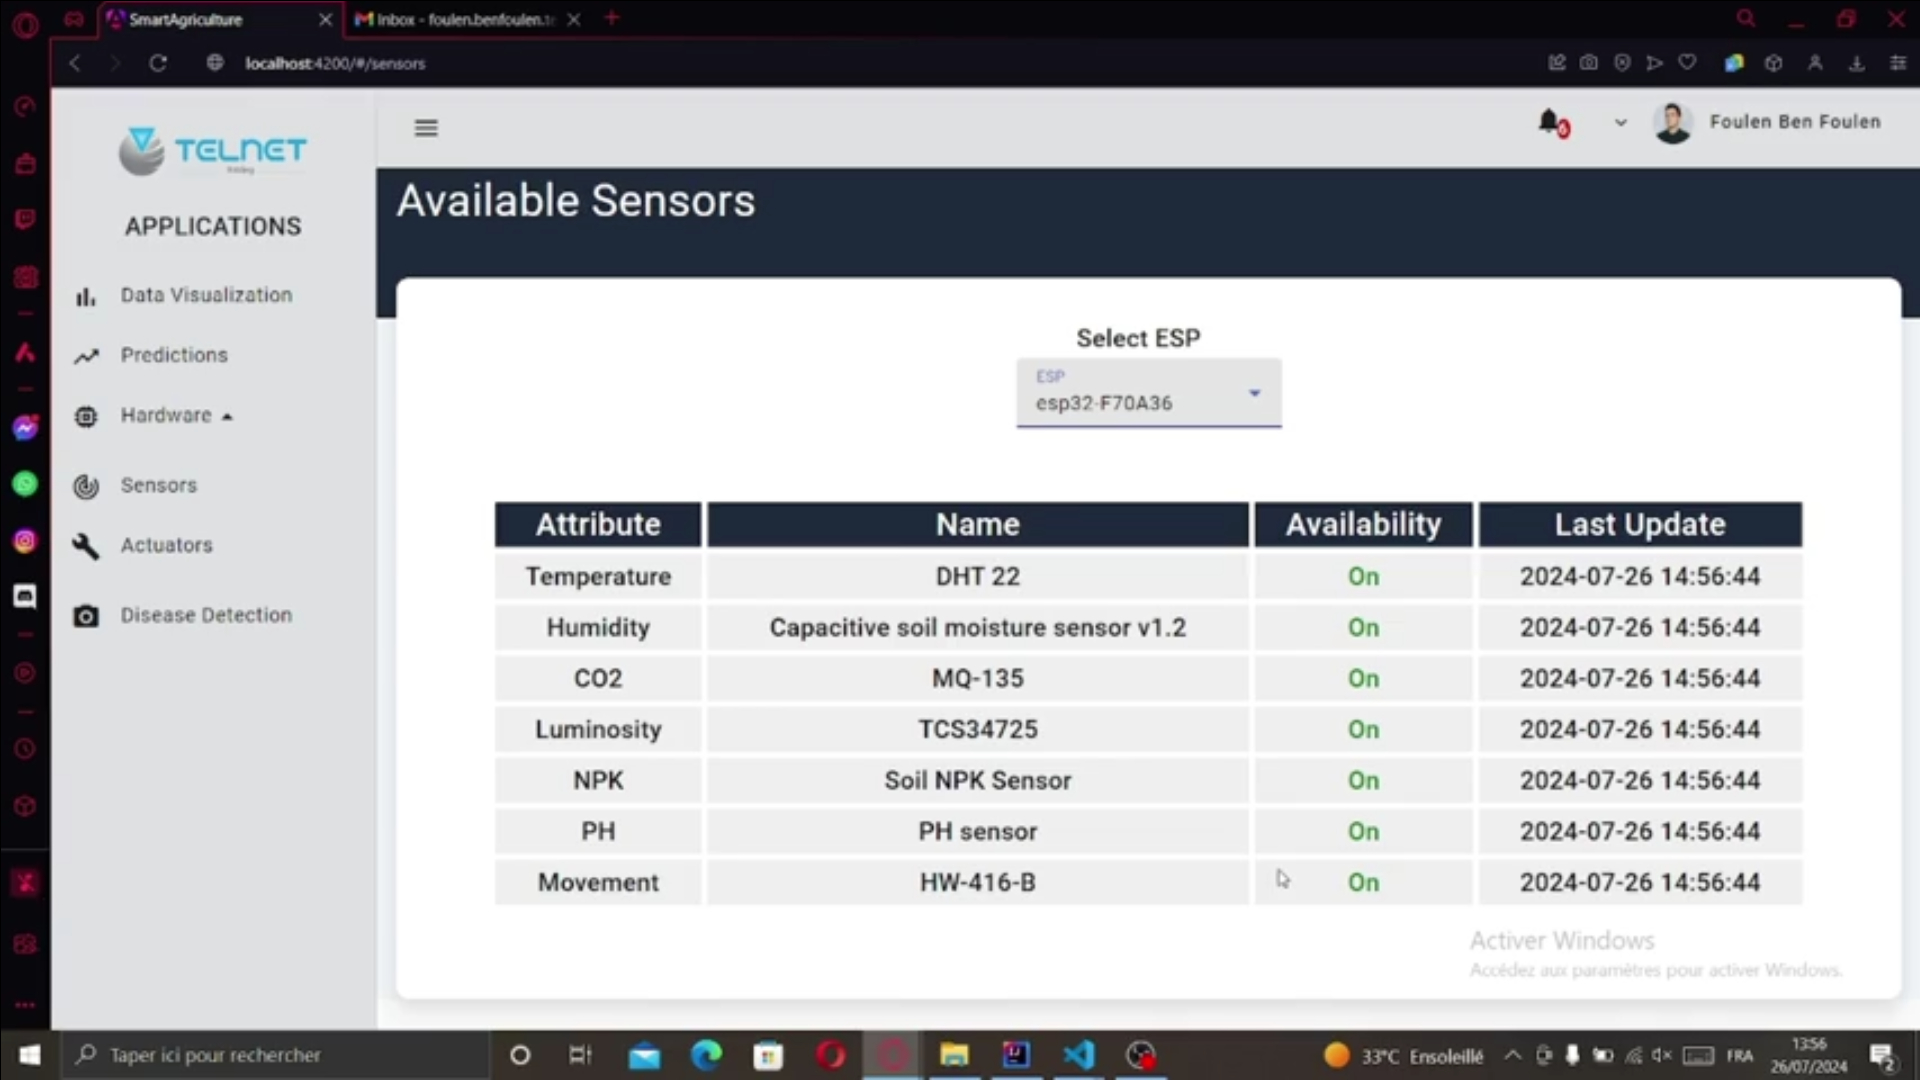 SmartAgriculture
Inbox - foulen.benfoulen.t
localhost:4200/#/sensors
TELNET
Foulen Ben Foulen
APPLICATIONS
Data Visualization
Predictions
Hardware
Sensors
Actuators
Disease Detection
Available Sensors
Select ESP
ESP
esp32-F70A36
Attribute Name Availability Last Update
Temperature DHT 22 On 2024-07-26 14:56:44
Humidity Capacitive soil moisture sensor v1.2 On 2024-07-26 14:56:44
CO2 MQ-135 On 2024-07-26 14:56:44
Luminosity TCS34725 On 2024-07-26 14:56:44
NPK Soil NPK Sensor On 2024-07-26 14:56:44
PH PH sensor On 2024-07-26 14:56:44
Movement HW-416-B On 2024-07-26 14:56:44
Activer Windows
Accédez aux paramètres pour activer Windows.
Taper ici pour rechercher
33°C Ensoleillé
FRA
13:56
26/07/2024
2